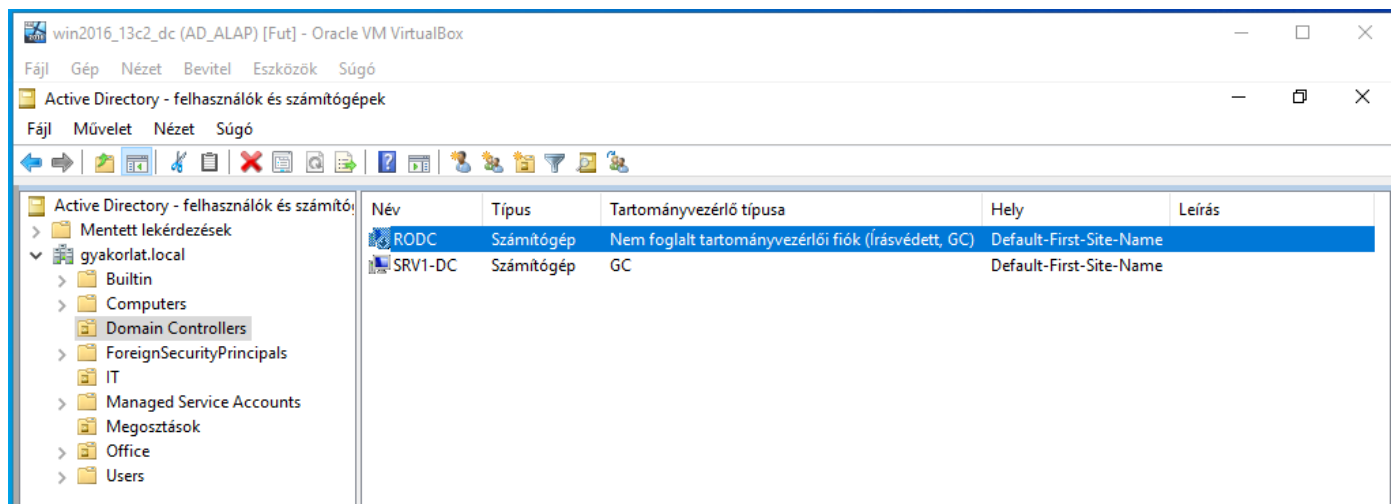 win2016_13c2_dc (AD_ALAP) [Fut] - Oracle VM VirtualBox
Fájl Gép Nézet Bevitel Eszközök Súgó
Active Directory - felhasználók és számítógépek
Fájl Művelet Nézet Súgó
Active Directory - felhasználók és számító
Mentett lekérdezések
gyakorlat.local
Builtin
Computers
Domain Controllers
ForeignSecurityPrincipals
IT
Managed Service Accounts
Megosztások
Office
Users
Név Típus Tartományvezérlő típusa Hely Leírás
RODC Számítógép Nem foglalt tartományvezérlői fiók (Írásvédett, GC) Default-First-Site-Name
SRV1-DC Számítógép GC Default-First-Site-Name